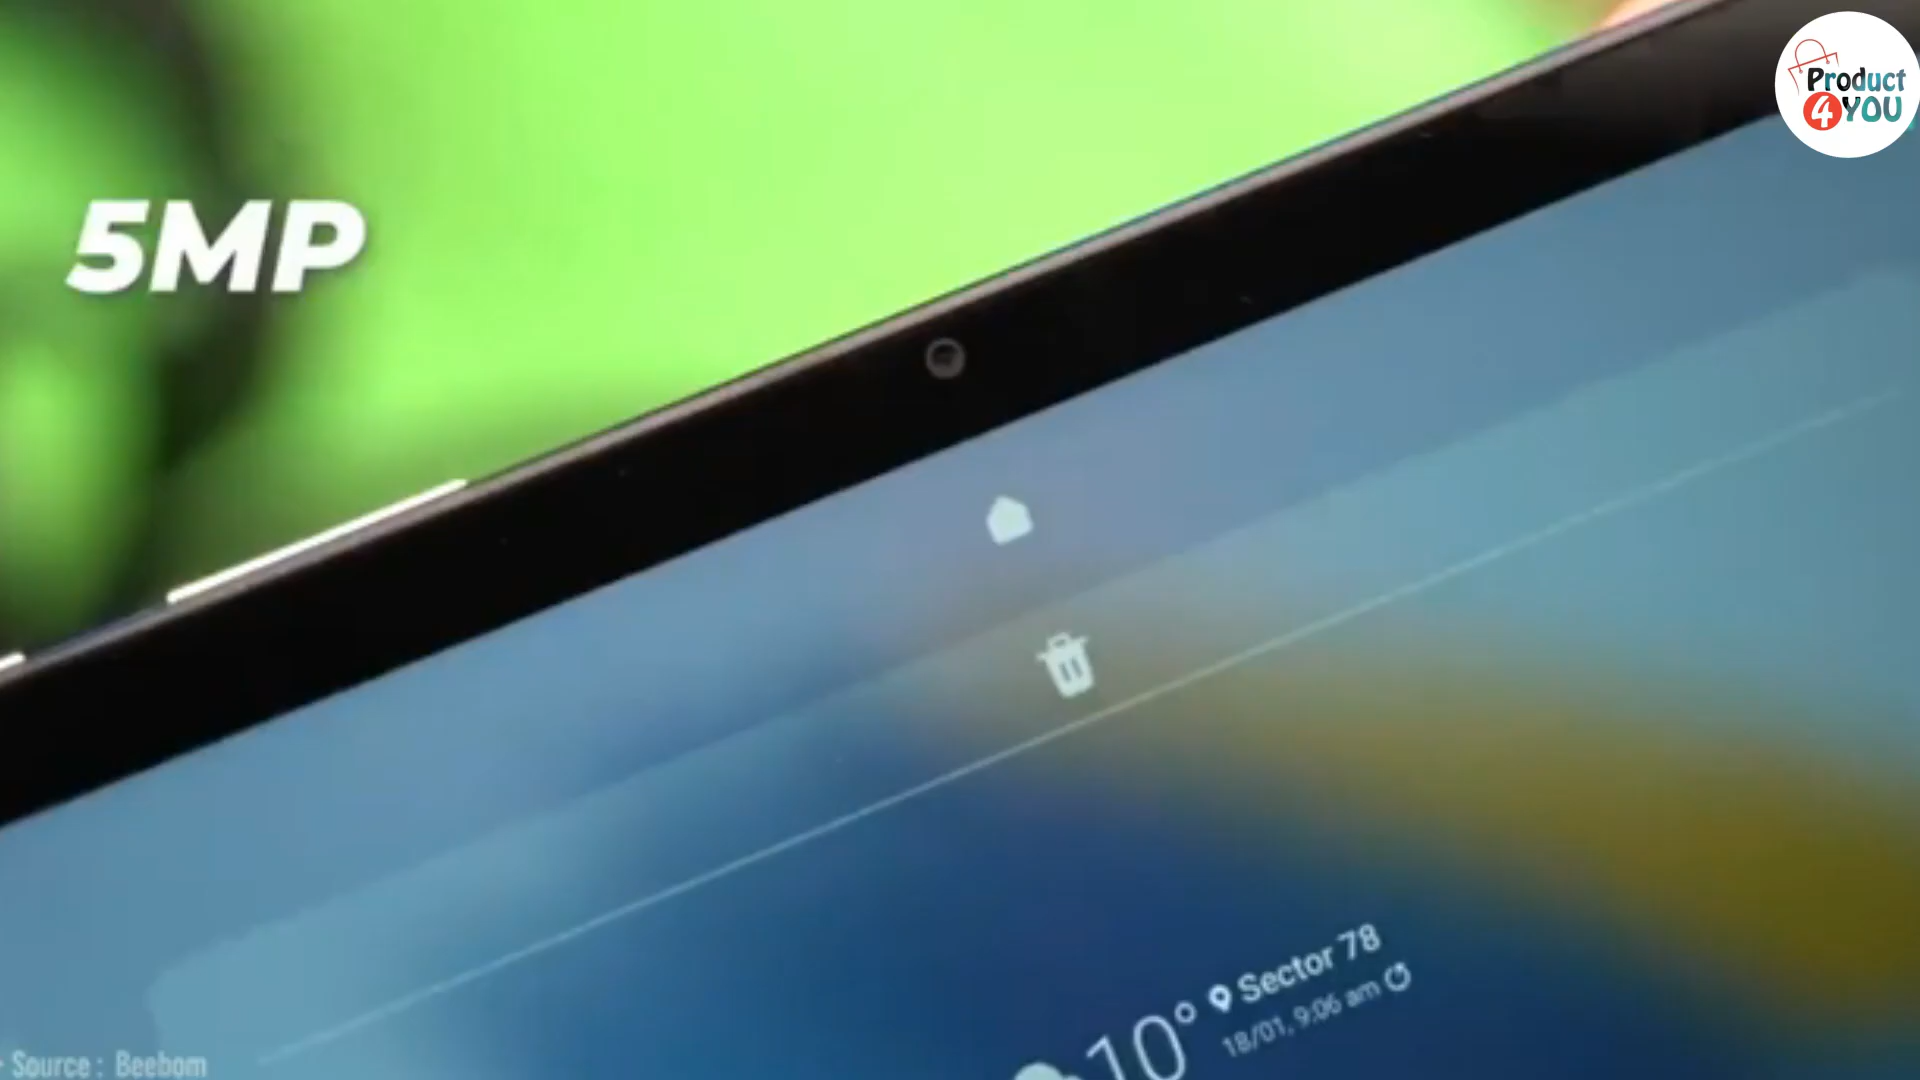 Product
4YOU
5MP
Sector 78
10°
18/01, 9:06 am
Source : Beebom